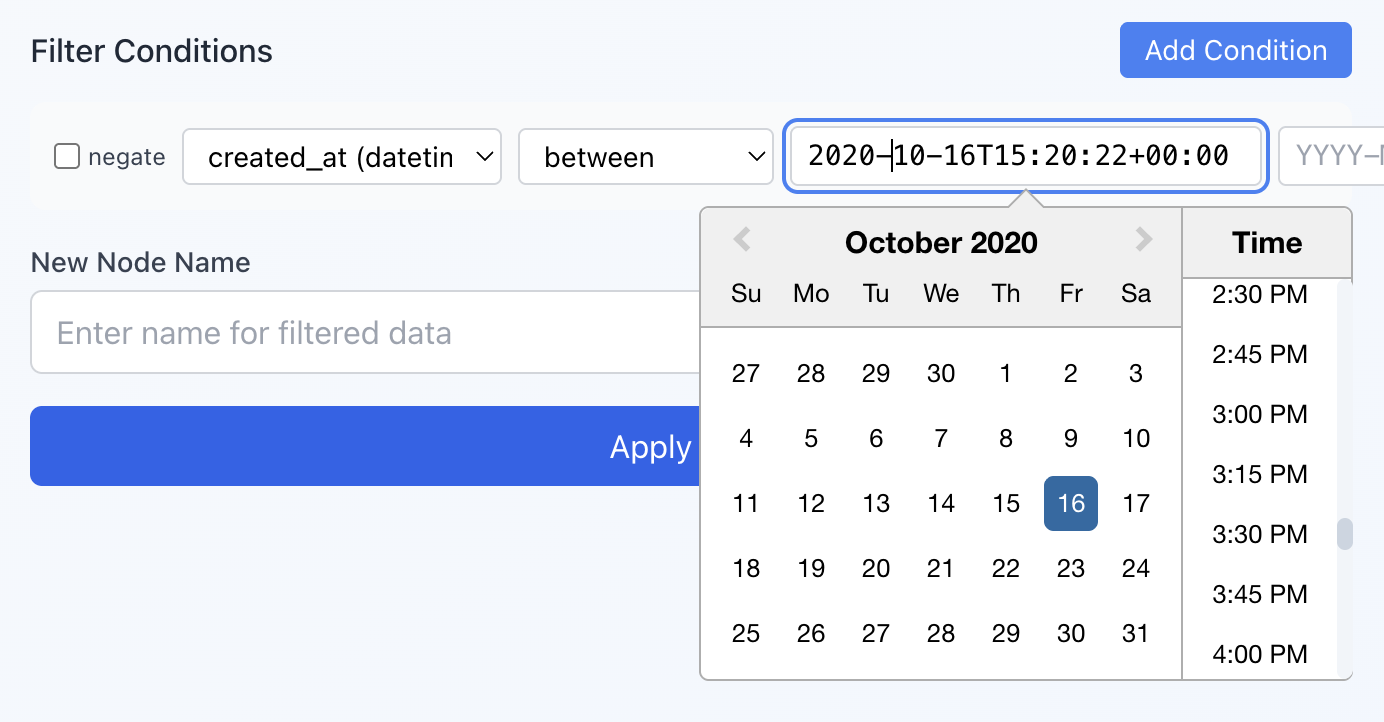 Filter Conditions
Add Condition
negate
created_at (datetin
between
2020-10-16T15:20:22+00:00
YYYY-
New Node Name
Enter name for filtered data
Apply
October 2020
Time
Su Mo Tu We Th Fr Sa
27 28 29 30 1 2 3
4 5 6 7 8 9 10
11 12 13 14 15 16 17
18 19 20 21 22 23 24
25 26 27 28 29 30 31
2:30 PM
2:45 PM
3:00 PM
3:15 PM
3:30 PM
3:45 PM
4:00 PM